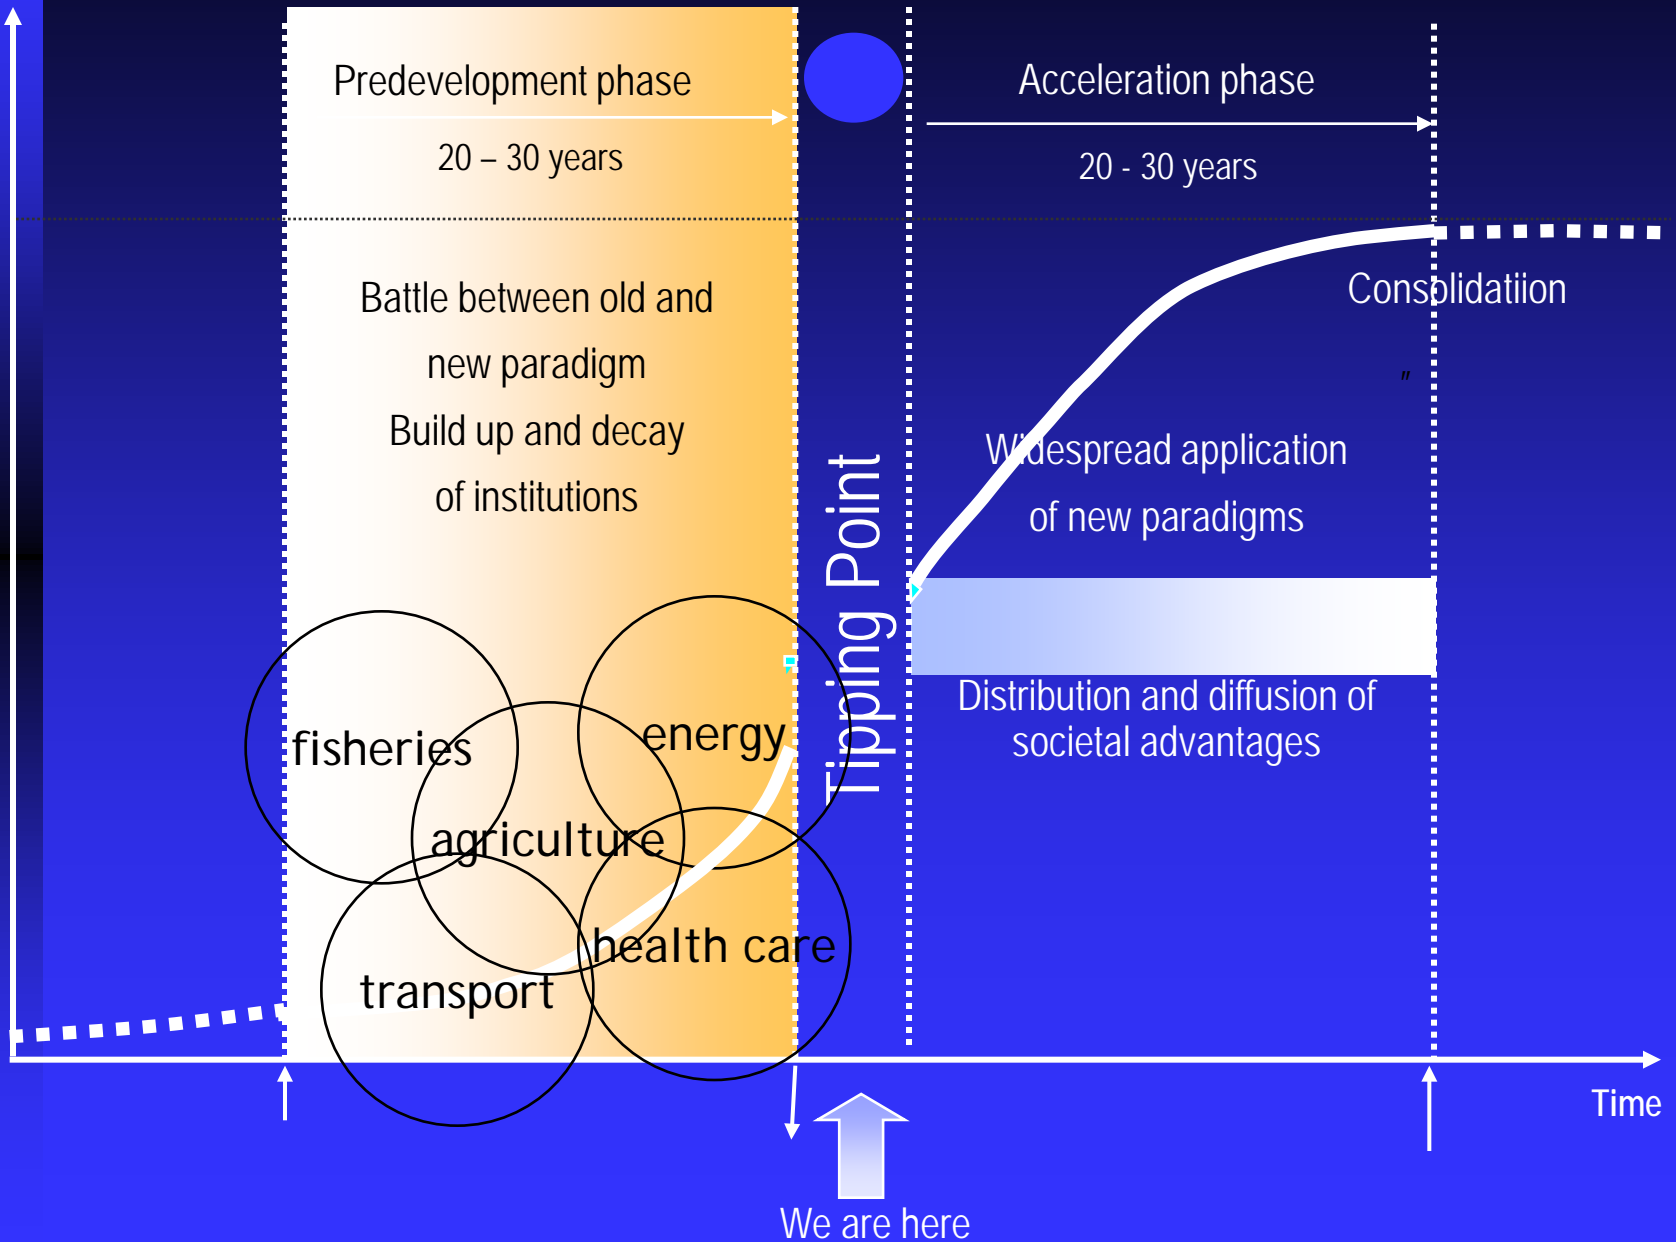 Predevelopment phase
20 – 30 years
Battle between old and
new paradigm
Build up and decay
of institutions
fisheries
energy
agriculture
health care
transport
Tipping Point
Acceleration phase
20 - 30 years
Consolidatiion
"
Widespread application
of new paradigms
Distribution and diffusion of
societal advantages
Time
We are here